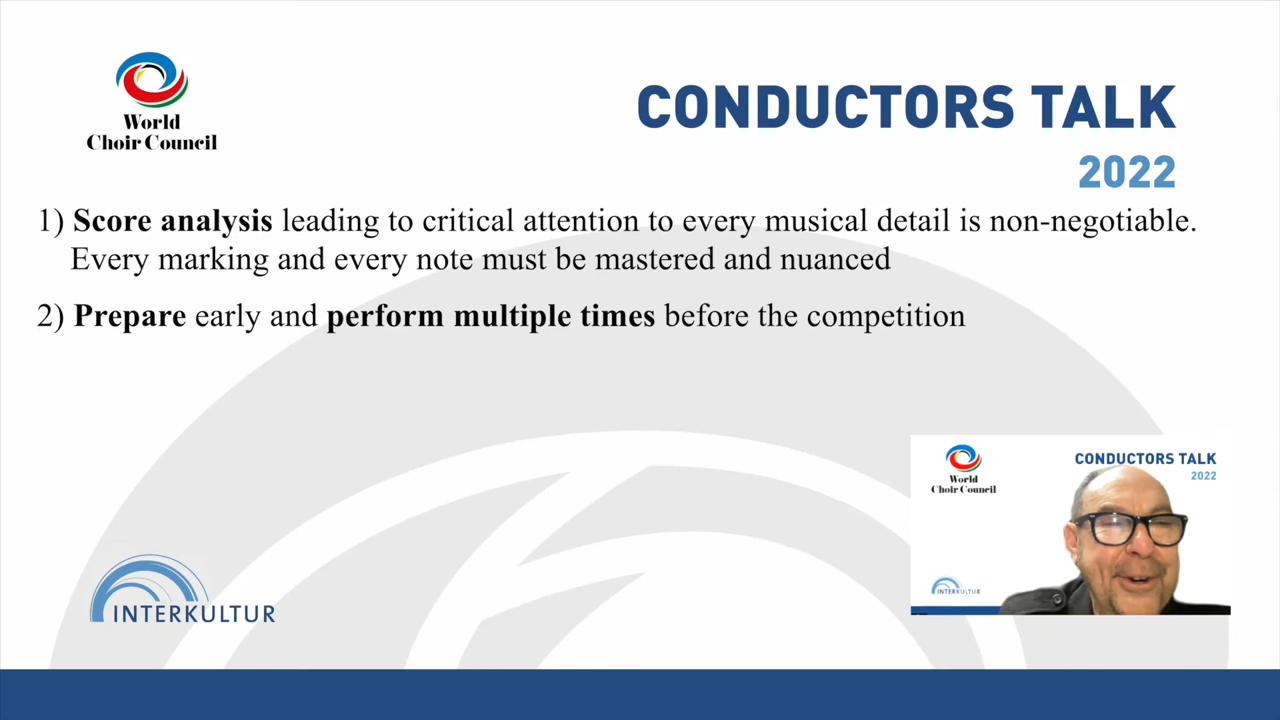 World
Choir Council
CONDUCTORS TALK
2022
1) Score analysis leading to critical attention to every musical detail is non-negotiable.
Every marking and every note must be mastered and nuanced
2) Prepare early and perform multiple times before the competition
World
Choir Council
CONDUCTORS TALK
2022
INTERKULTUR
INTERKULTUR